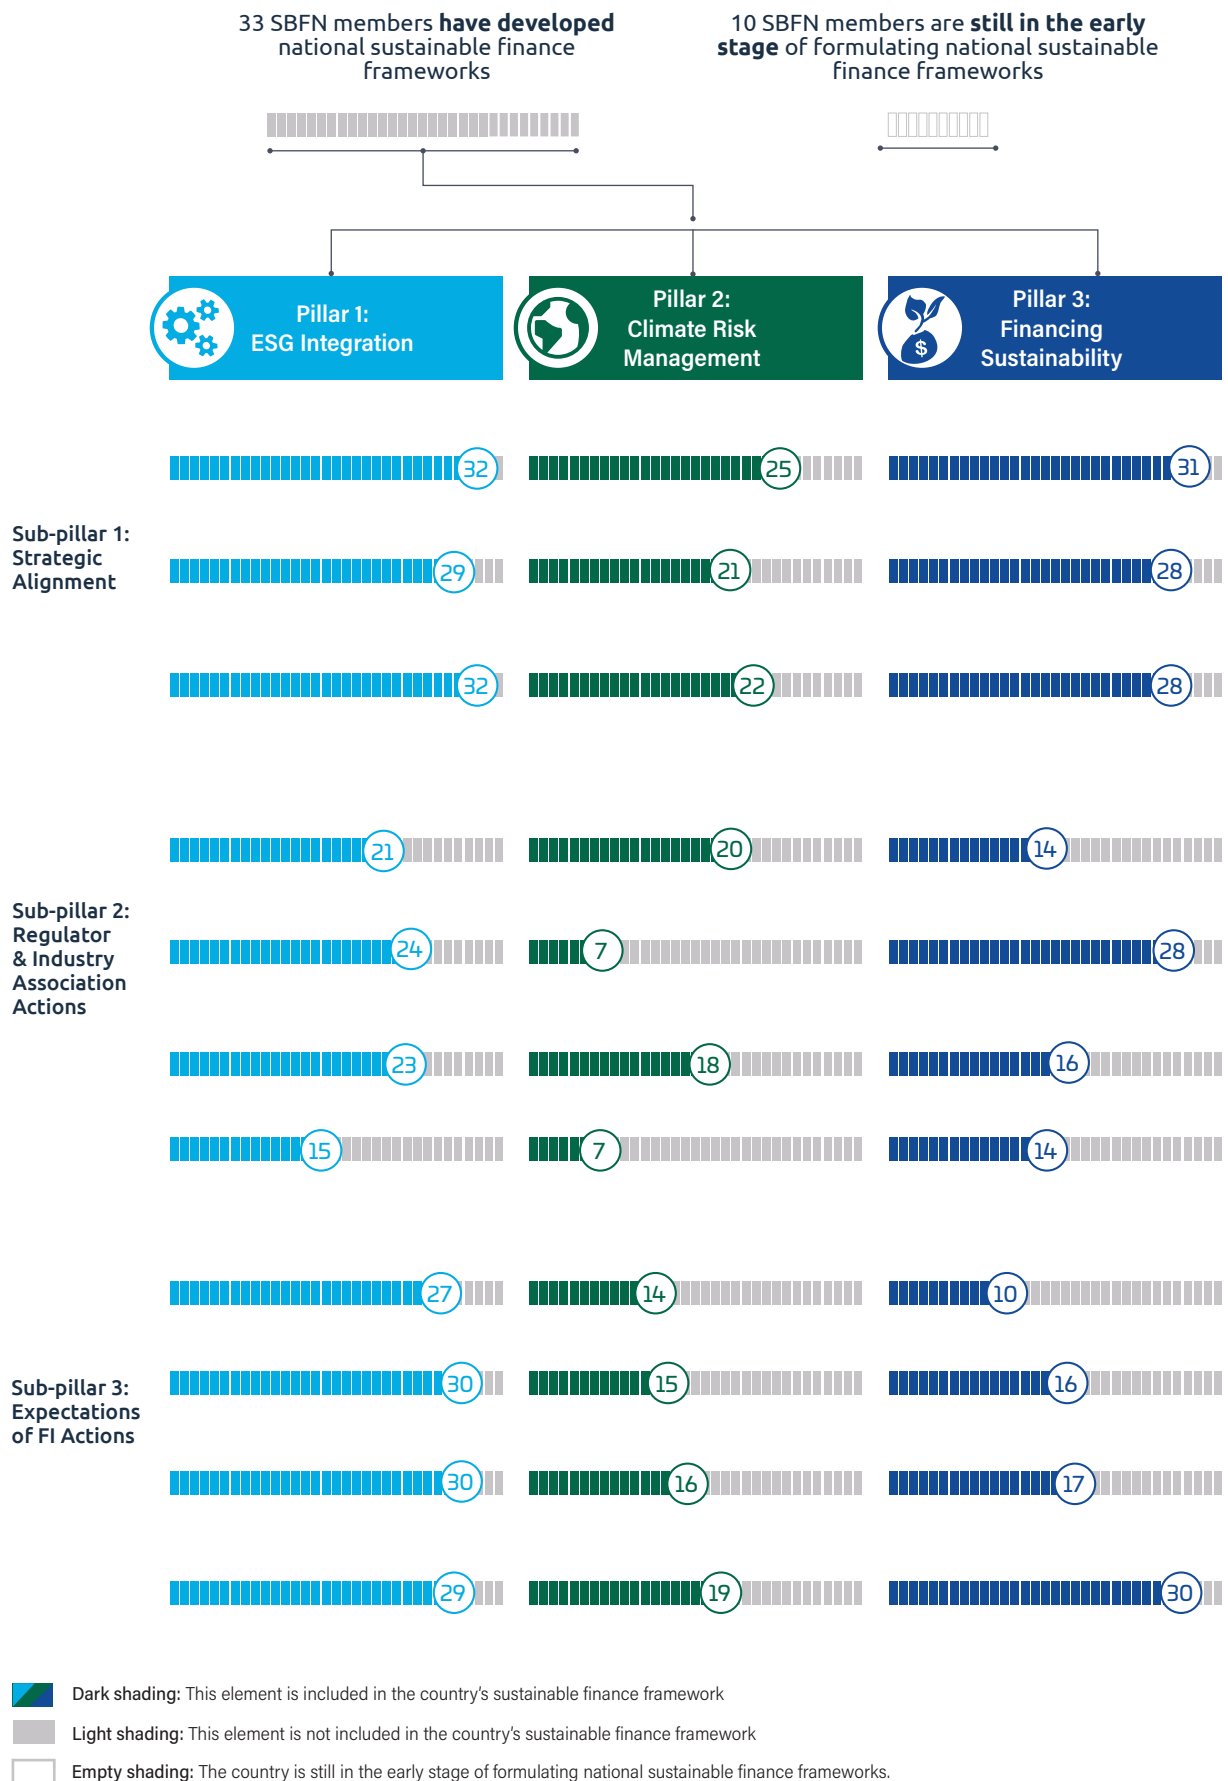 33 SBFN members have developed
national sustainable finance
frameworks
10 SBFN members are still in the early
stage of formulating national sustainable
finance frameworks
Pillar 1:
ESG Integration
Pillar 2:
Climate Risk
Management
$
Pillar 3:
Financing
Sustainability
Sub-pillar 1:
Strategic
Alignment
32
25
31
29
21
28
32
22
28
Sub-pillar 2:
Regulator
& Industry
Association
Actions
21
20
14
24
7
28
23
18
16
15
7
14
Sub-pillar 3:
Expectations
of FI Actions
27
14
10
30
15
16
30
16
17
29
19
30
Dark shading: This element is included in the country's sustainable finance framework
Light shading: This element is not included in the country's sustainable finance framework
Empty shading: The country is still in the early stage of formulating national sustainable finance frameworks.